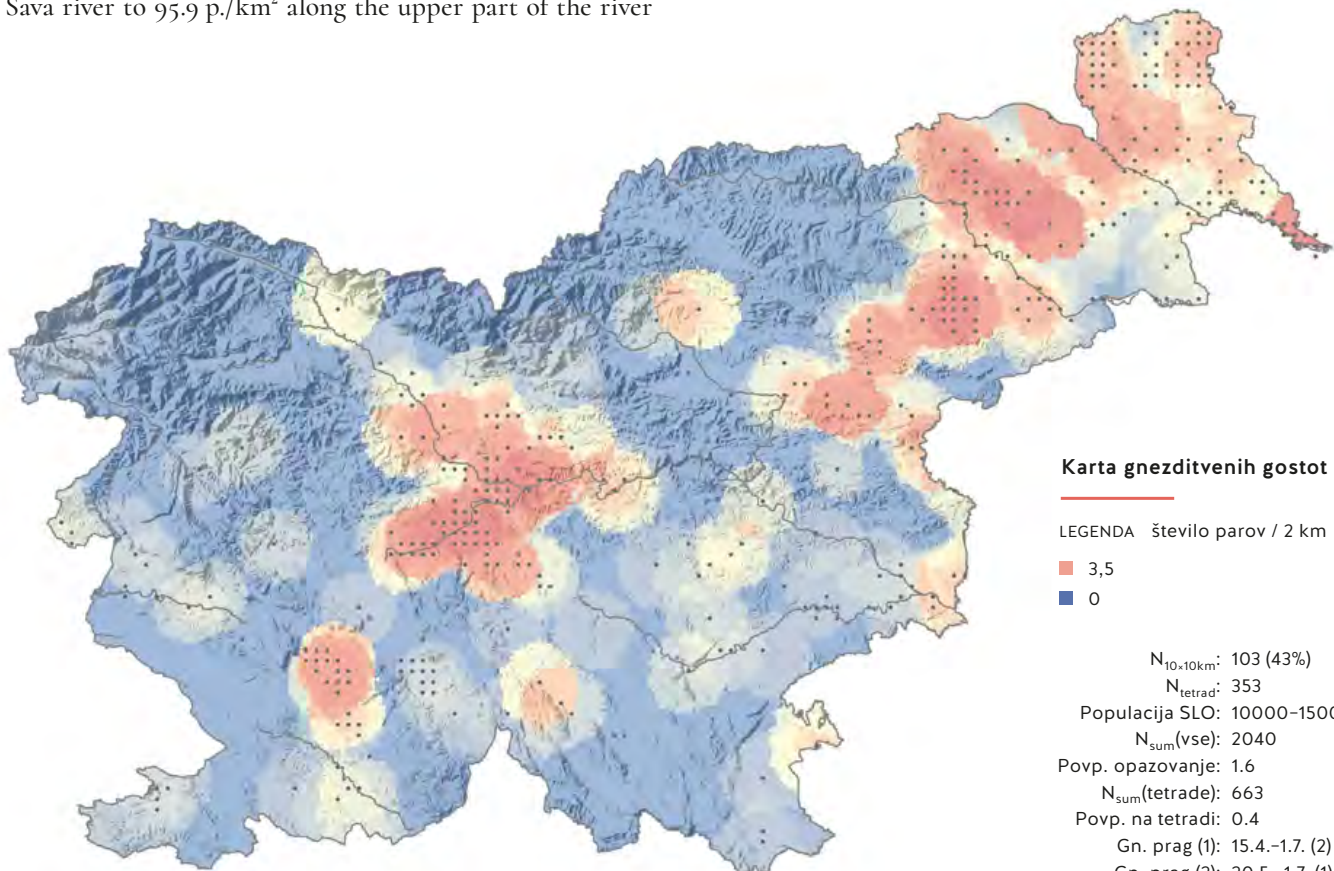 Sava river to 95.9 p./km² along the upper part of the river
Karta gnezditvenih gostot
LEGENDA število parov / 2 km
3,5
0
N10×10km: 103 (43%)
Ntetrad: 353
Populacija SLO: 10000–1500
Nsum(vse): 2040
Povp. opazovanje: 1.6
Nsum(tetrade): 663
Povp. na tetradi: 0.4
Gn. prag (1): 15.4.–1.7. (2)